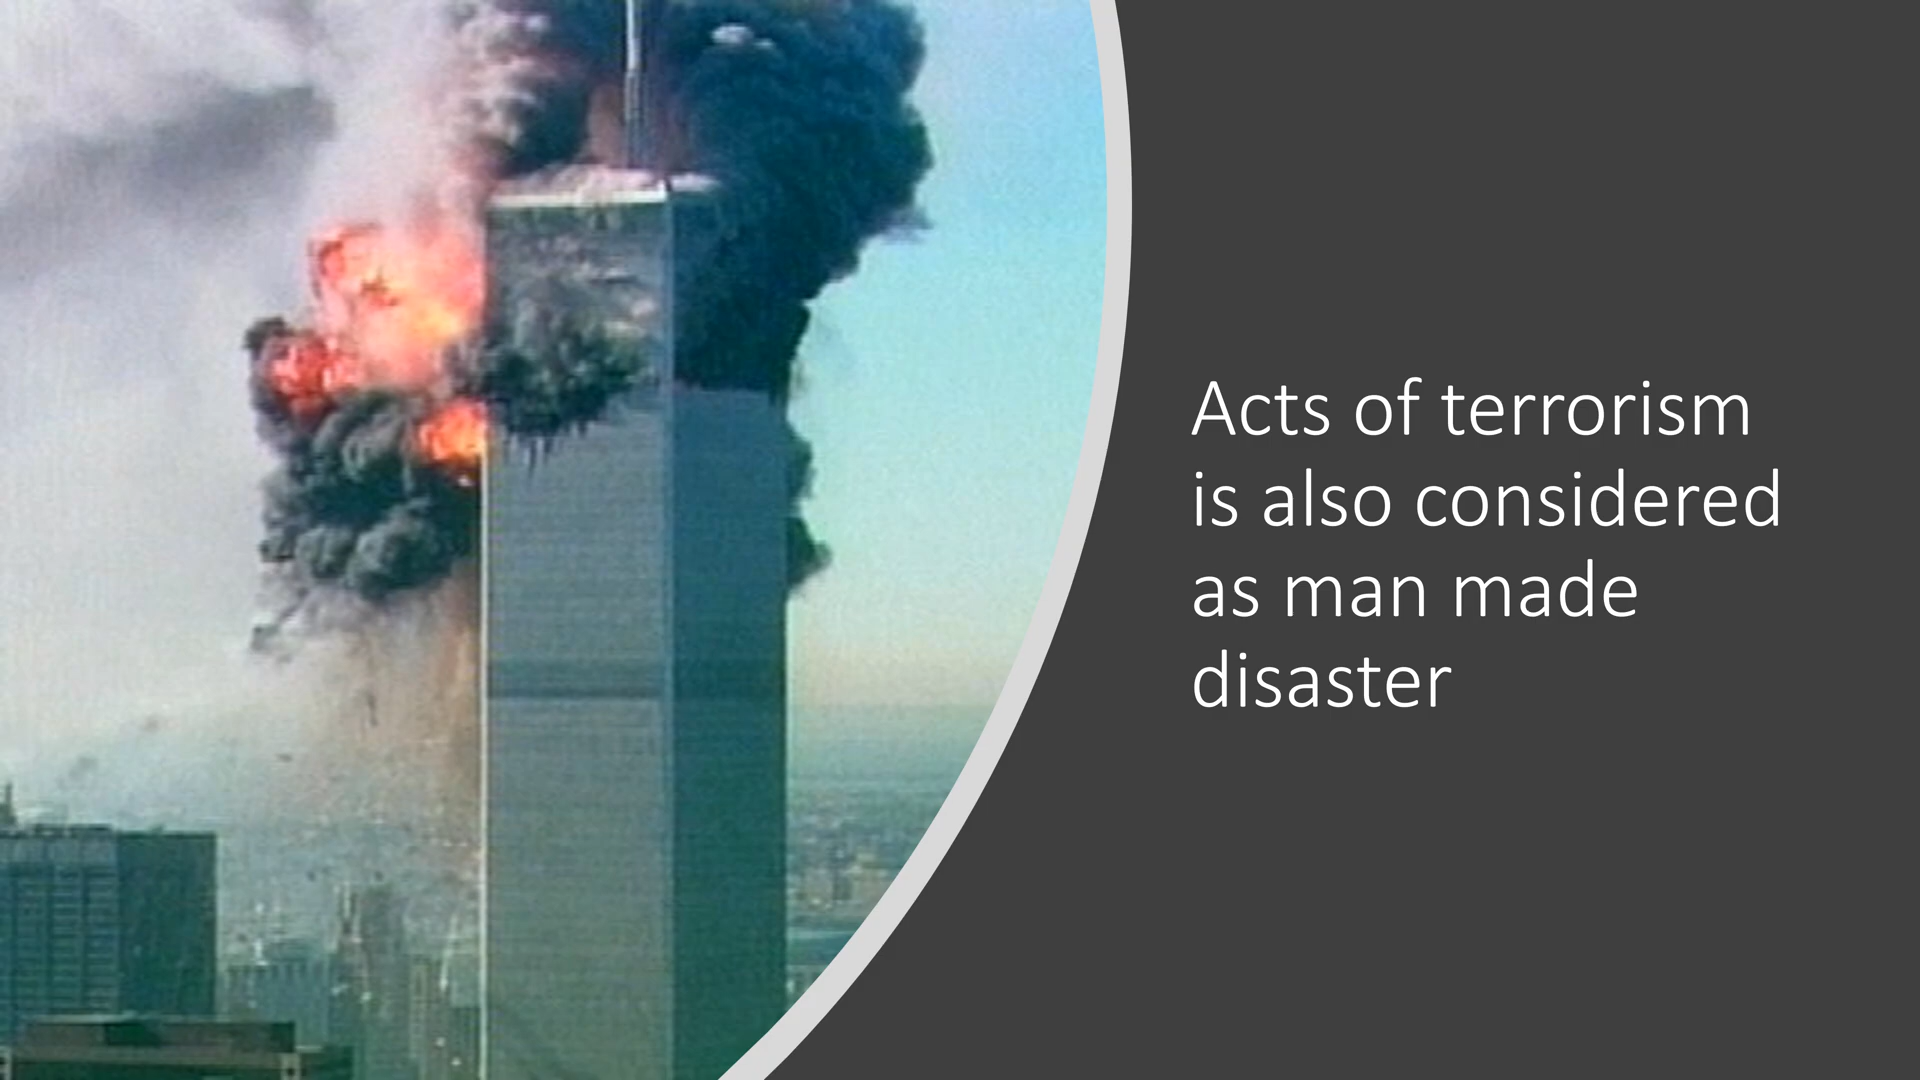 Acts of terrorism
is also considered
as man made
disaster